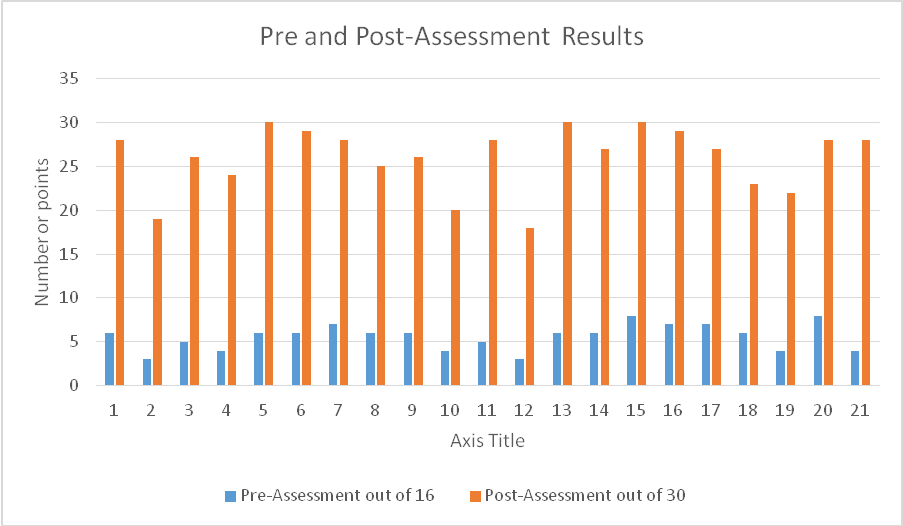 Pre and Post-Assessment Results
Number or points
35
30
25
20
15
10
5
0
1 2 3 4 5 6 7 8 9 10 11 12 13 14 15 16 17 18 19 20 21
Axis Title
Pre-Assessment out of 16 Post-Assessment out of 30